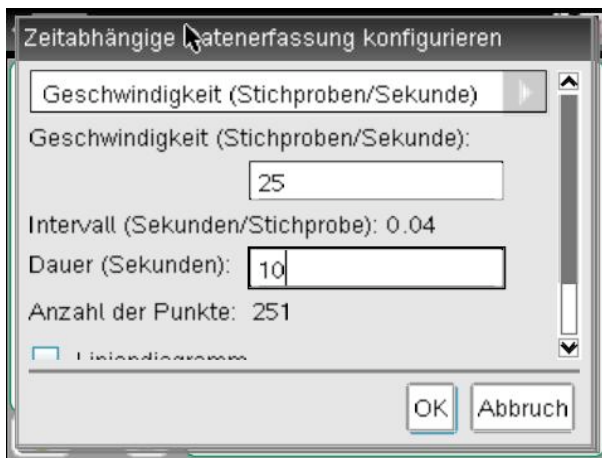 Zeitabhängige Datenerfassung konfigurieren
Geschwindigkeit (Stichproben/Sekunde)
Geschwindigkeit (Stichproben/Sekunde):
25
Intervall (Sekunden/Stichprobe): 0.04
Dauer (Sekunden): 10
Anzahl der Punkte: 251
Liniendiagramm
OK Abbruch